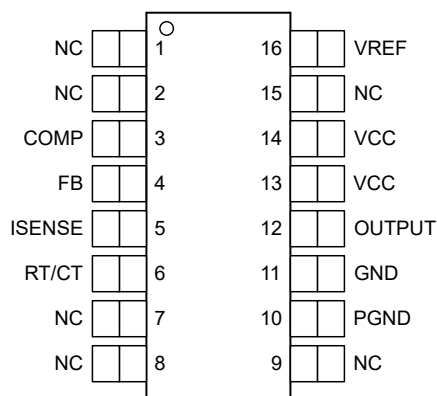 NC 1 16 VREF
NC 2 15 NC
COMP 3 14 VCC
FB 4 13 VCC
ISENSE 5 12 OUTPUT
RT/CT 6 11 GND
NC 7 10 PGND
NC 8 9 NC